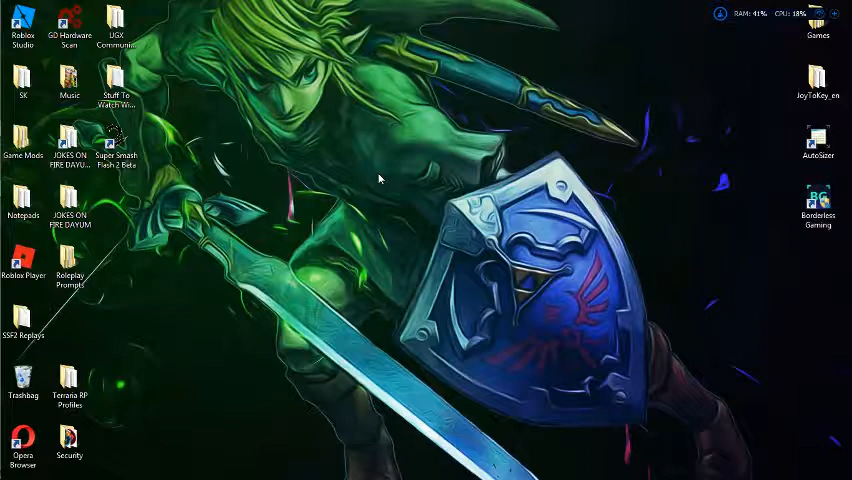 Roblox
Studio
GD Hardware
Scan
UGX
Communi...
RAM: 41%
CPU: 18%
Games
SK
Music
Stuff To
Watch Wi...
JoyToKey_en
Game Mods
JOKES ON
FIRE DAYU...
Super Smash
Flash 2 Beta
AutoSizer
Notepads
JOKES ON
FIRE DAYUM
BG
Borderless
Gaming
Roblox Player
Roleplay
Prompts
SSF2 Replays
Trashbag
Terraria RP
Profiles
Opera
Browser
Security